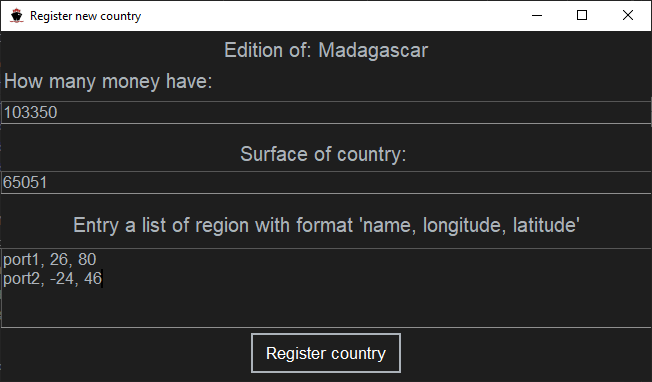 Register new country
Edition of: Madagascar
How many money have:
103350
Surface of country:
65051
Entry a list of region with format 'name, longitude, latitude'
port1, 26, 80
port2, -24, 46
Register country